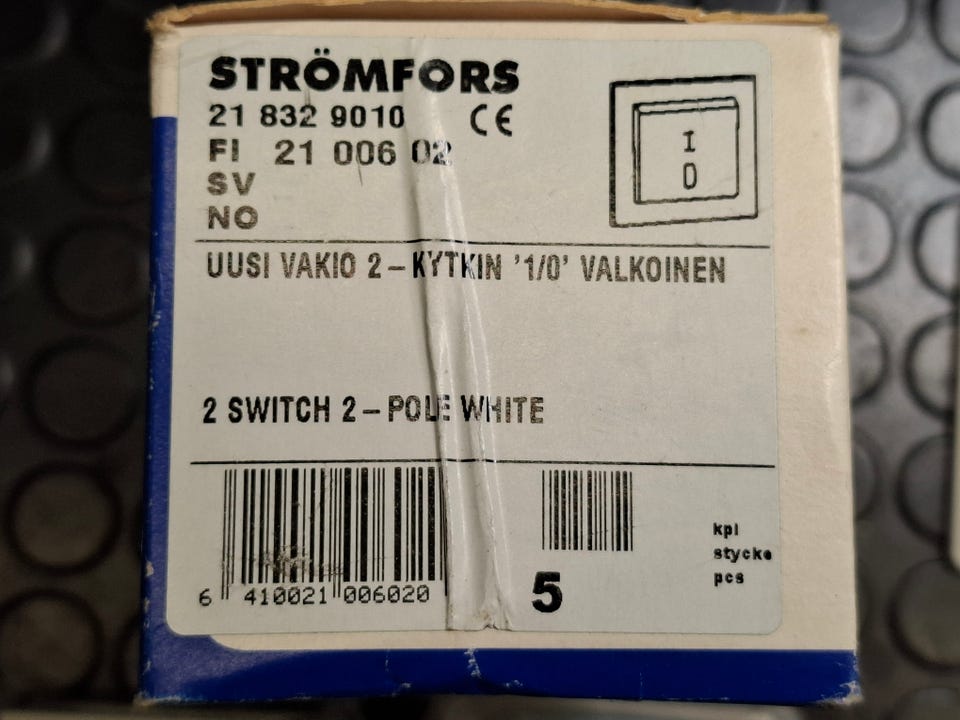 STRÖMFORS
21 832 9010 CE
FI 21 006 02
SV
NO
I
0
UUSI VAKIO 2-KYTKIN '1/0' VALKOINEN
2 SWITCH 2-POLE WHITE
6 410021 006020
5
kpl
stycke
pcs